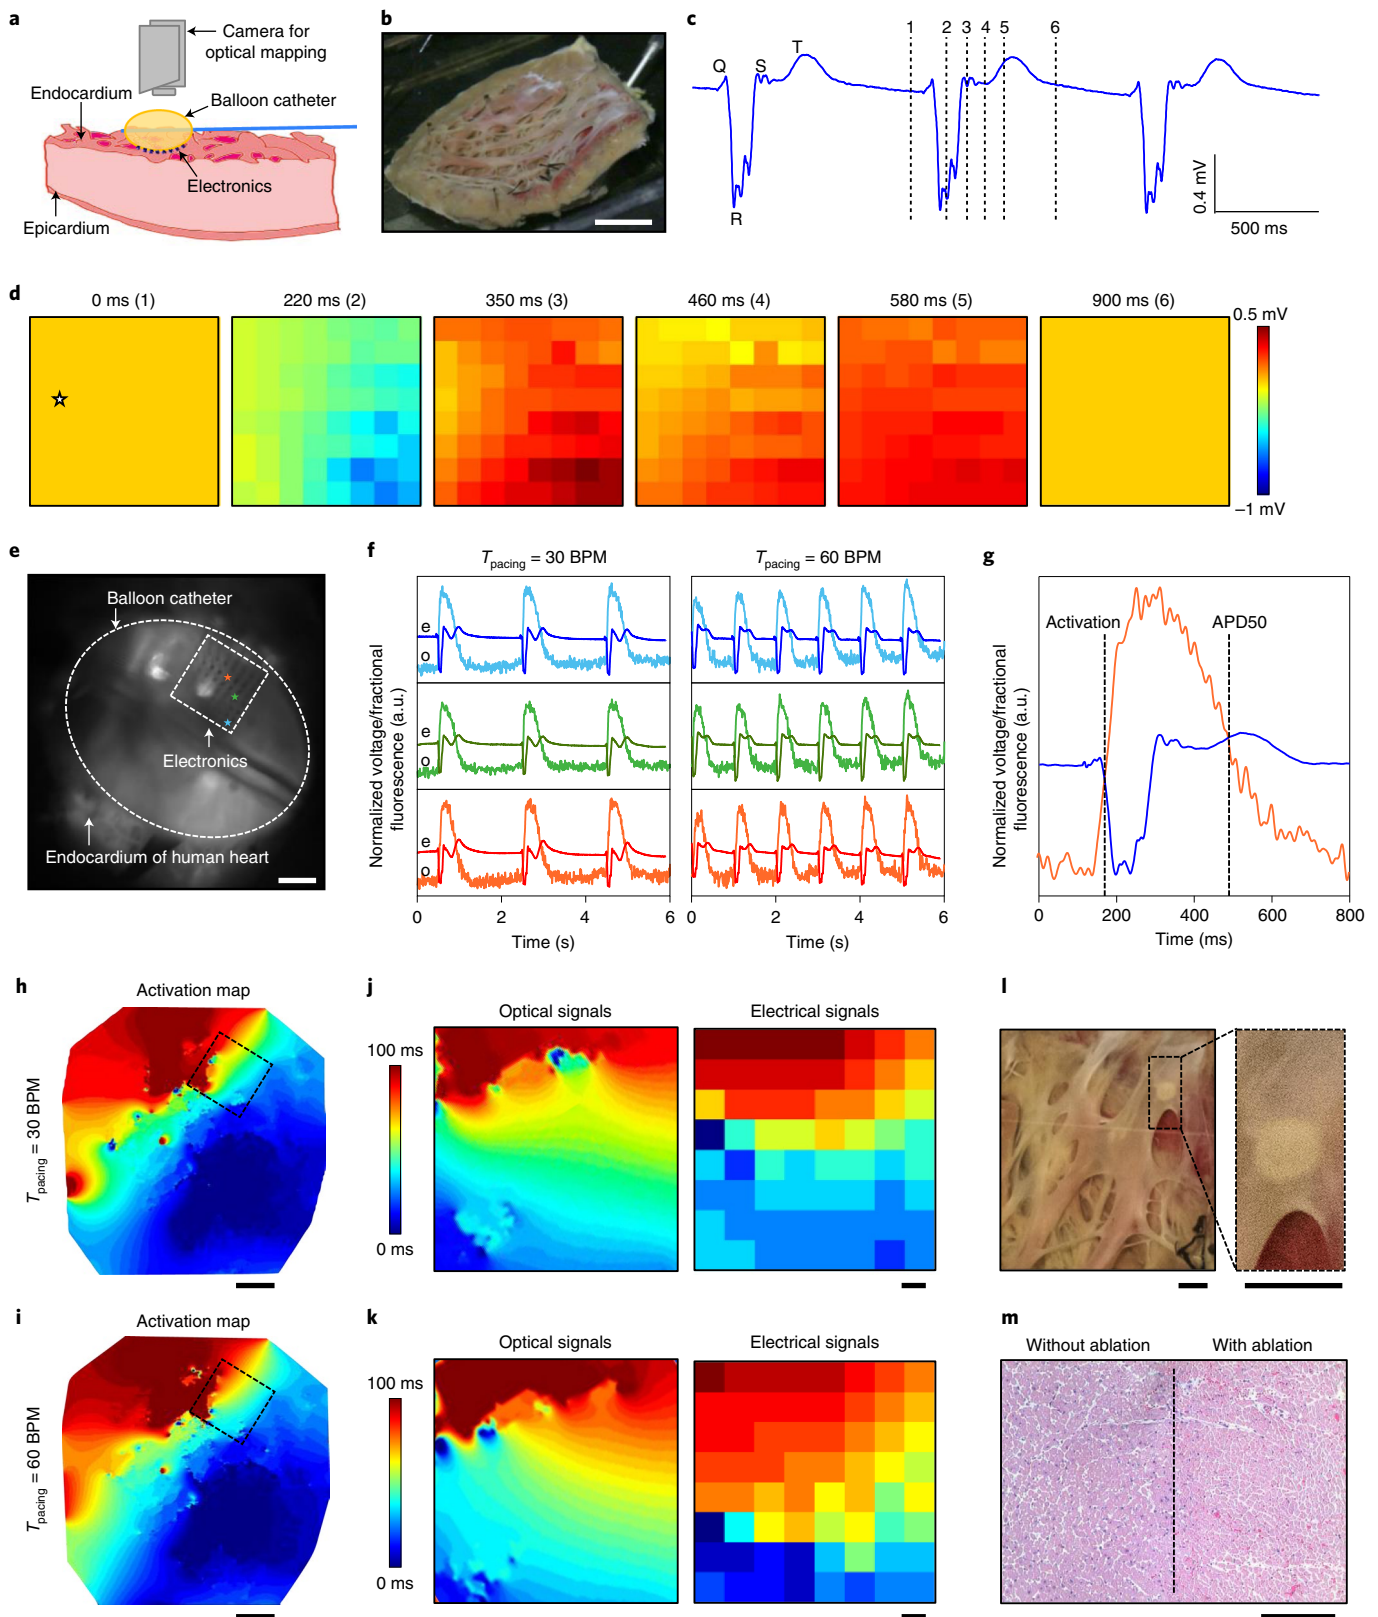 a
Camera for
optical mapping
Endocardium
Balloon catheter
Electronics
Epicardium
b
c
1 2 3 4 5 6
Q S T
R
0.4 mV
500 ms
d
0 ms (1)
220 ms (2)
350 ms (3)
460 ms (4)
580 ms (5)
900 ms (6)
0.5 mV
–1 mV
e
Balloon catheter
Electronics
Endocardium of human heart
f
Tpacing = 30 BPM
Tpacing = 60 BPM
Normalized voltage/fractional
fluorescence (a.u.)
e
o
e
o
e
o
0 2 4 6
Time (s)
0 2 4 6
Time (s)
g
Activation
APD50
Normalized voltage/fractional
fluorescence (a.u.)
0 200 400 600 800
Time (ms)
h
Activation map
Tpacing = 30 BPM
j
Optical signals
Electrical signals
100 ms
0 ms
l
i
Activation map
Tpacing = 60 BPM
k
Optical signals
Electrical signals
100 ms
0 ms
m
Without ablation
With ablation